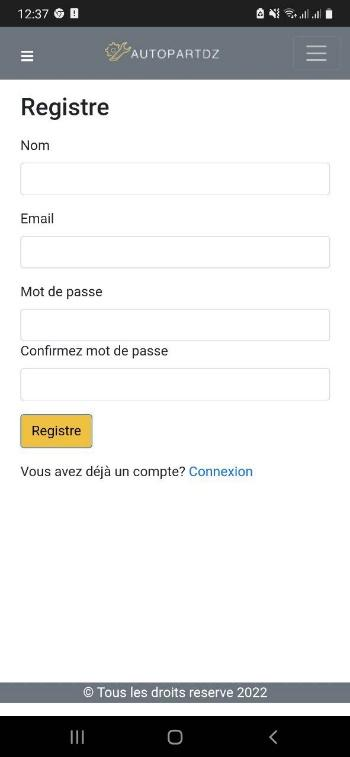 12:37
AUTOPARTDZ
Registre
Nom
Email
Mot de passe
Confirmez mot de passe
Registre
Vous avez déjà un compte? Connexion
© Tous les droits reserve 2022